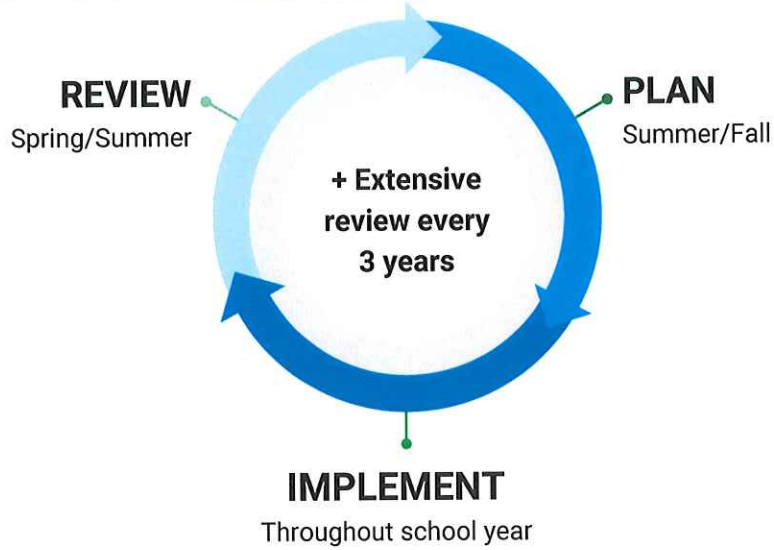 REVIEW
Spring/Summer
PLAN
Summer/Fall
+ Extensive
review every
3 years
IMPLEMENT
Throughout school year